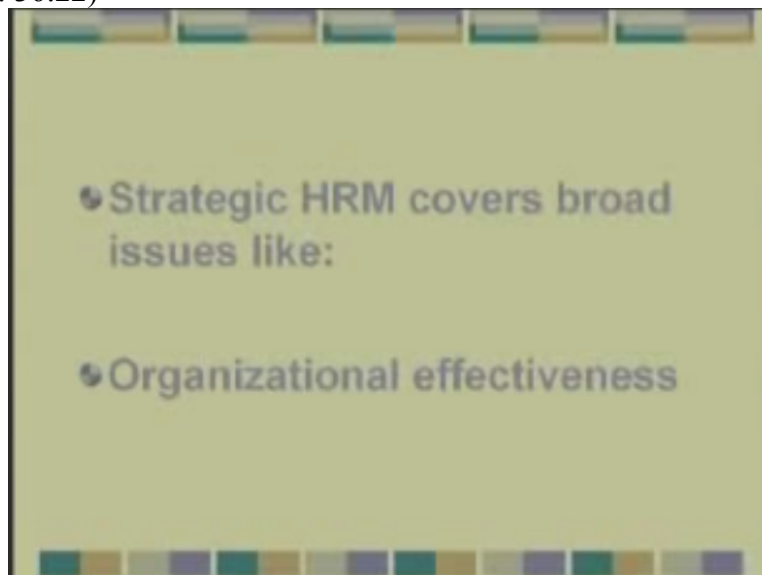 Strategic HRM covers broad
issues like:
Organizational effectiveness